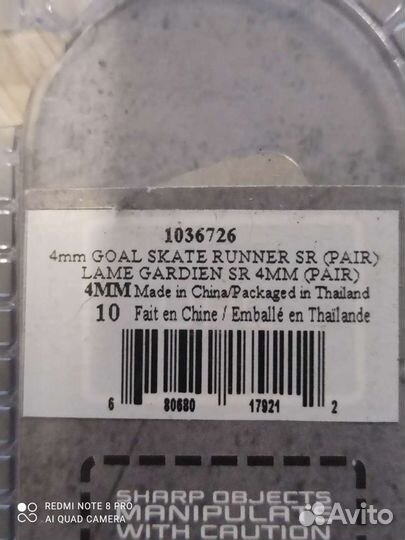 1036726
4mm GOAL SKATE RUNNER SR (PAIR)
LAME GARDIEN SR 4MM (PAIR)
4MM Made in China/Packaged in Thailand
10 Fait en Chine / Emballé en Thaïlande
6 80680 17921 2
SHARP OBJECTS
MANIPULATE
WITH CAUTION
REDMI NOTE 8 PRO
AI QUAD CAMERA
Avito